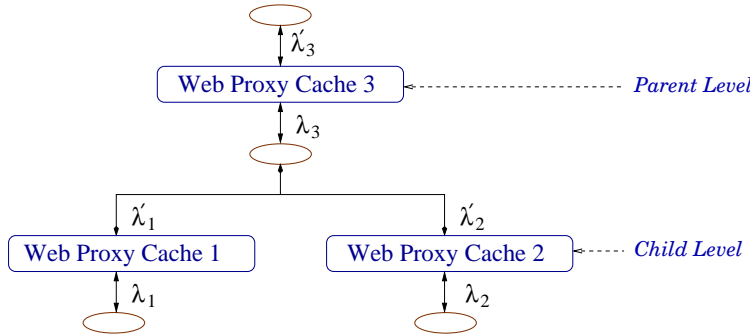 λ′3
Web Proxy Cache 3
Parent Level
λ3
λ′1
λ′2
Web Proxy Cache 1
Web Proxy Cache 2
Child Level
λ1
λ2